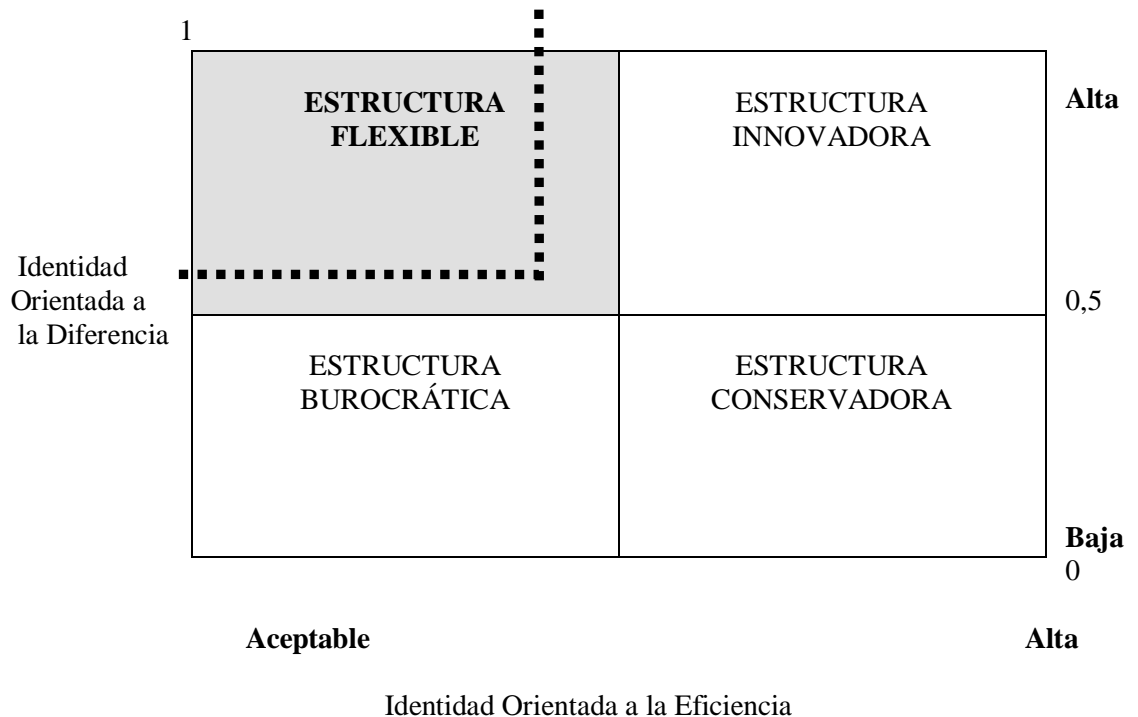 1
ESTRUCTURA
FLEXIBLE
ESTRUCTURA
INNOVADORA
Alta
Identidad
Orientada a
la Diferencia
0,5
ESTRUCTURA
BUROCRÁTICA
ESTRUCTURA
CONSERVADORA
Baja
0
Aceptable
Alta
Identidad Orientada a la Eficiencia